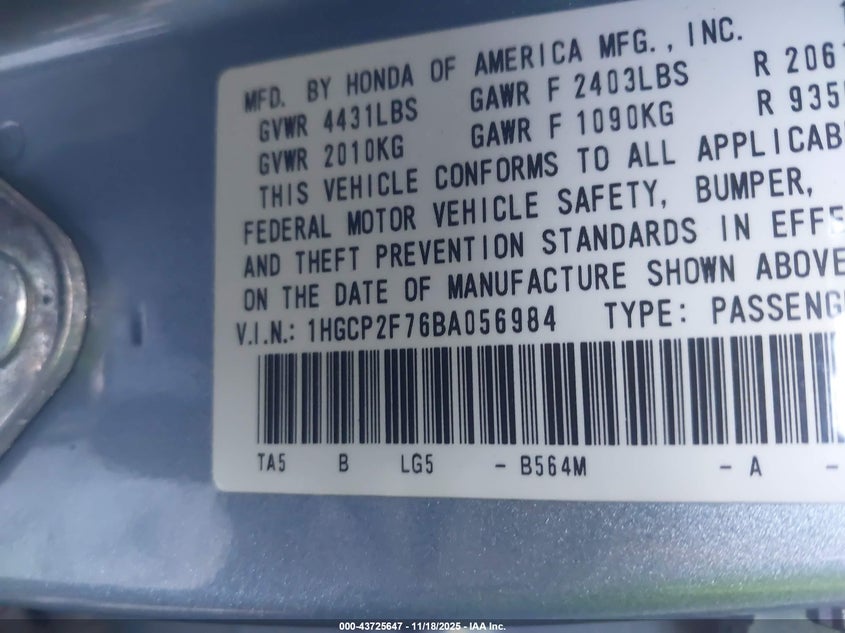 MFD. BY HONDA OF AMERICA MFG., INC.
GVWR 4431LBS GAWR F 2403LBS R 206
GVWR 2010KG GAWR F 1090KG R 935
THIS VEHICLE CONFORMS TO ALL APPLICAB
FEDERAL MOTOR VEHICLE SAFETY, BUMPER,
AND THEFT PREVENTION STANDARDS IN EFFE
ON THE DATE OF MANUFACTURE SHOWN ABOVE
V.I.N.: 1HGCP2F76BA056984 TYPE: PASSENG
TA5 B LG5 - B564M - A -
000-43725647 - 11/18/2025 - IAA Inc.